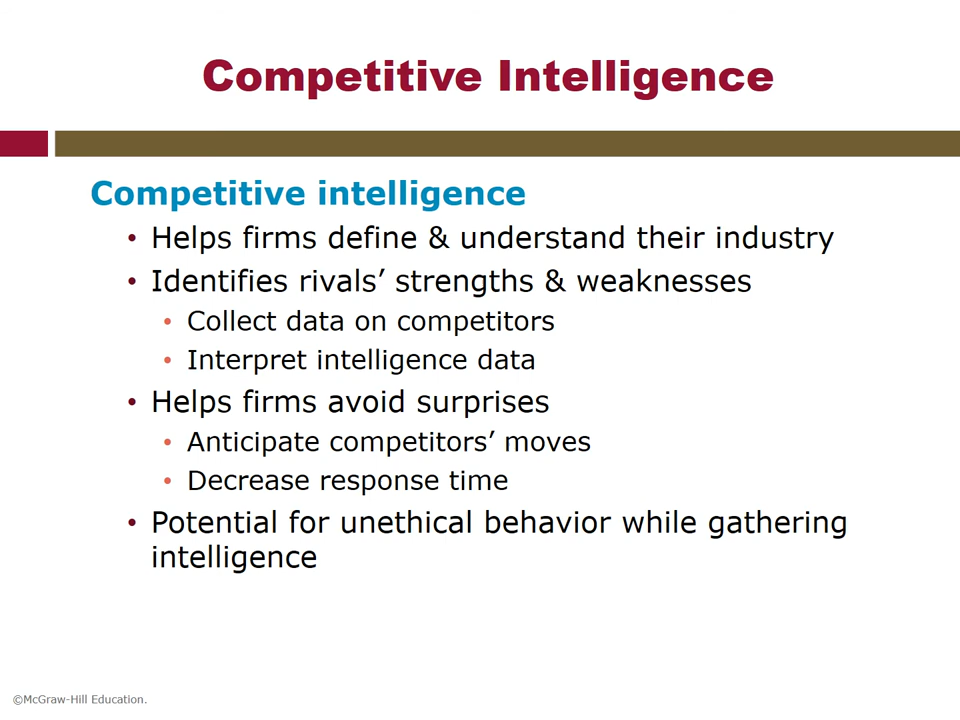 Competitive Intelligence
Competitive intelligence
• Helps firms define & understand their industry
• Identifies rivals’ strengths & weaknesses
• Collect data on competitors
• Interpret intelligence data
• Helps firms avoid surprises
• Anticipate competitors’ moves
• Decrease response time
• Potential for unethical behavior while gathering
intelligence
©McGraw-Hill Education.